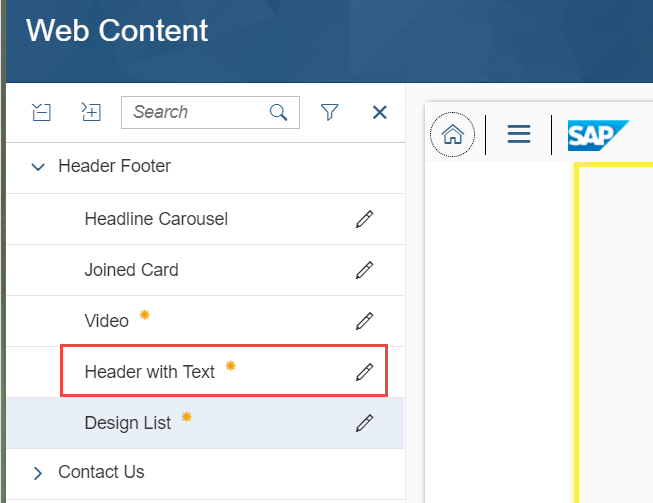 Web Content
Search
SAP
Header Footer
Headline Carousel
Joined Card
Video
Header with Text
Design List
Contact Us